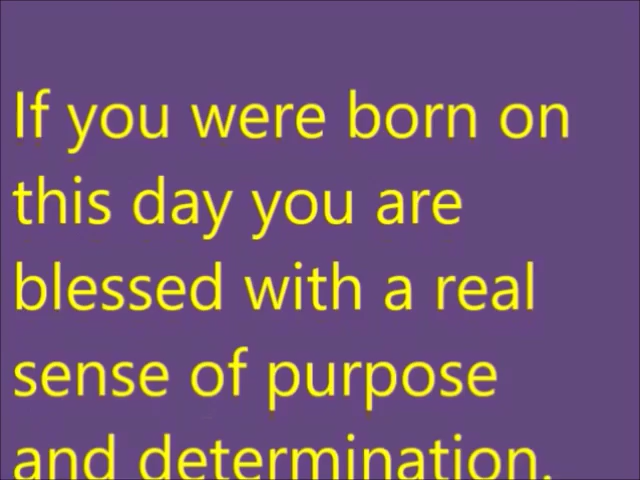 If you were born on
this day you are
blessed with a real
sense of purpose
and determination.